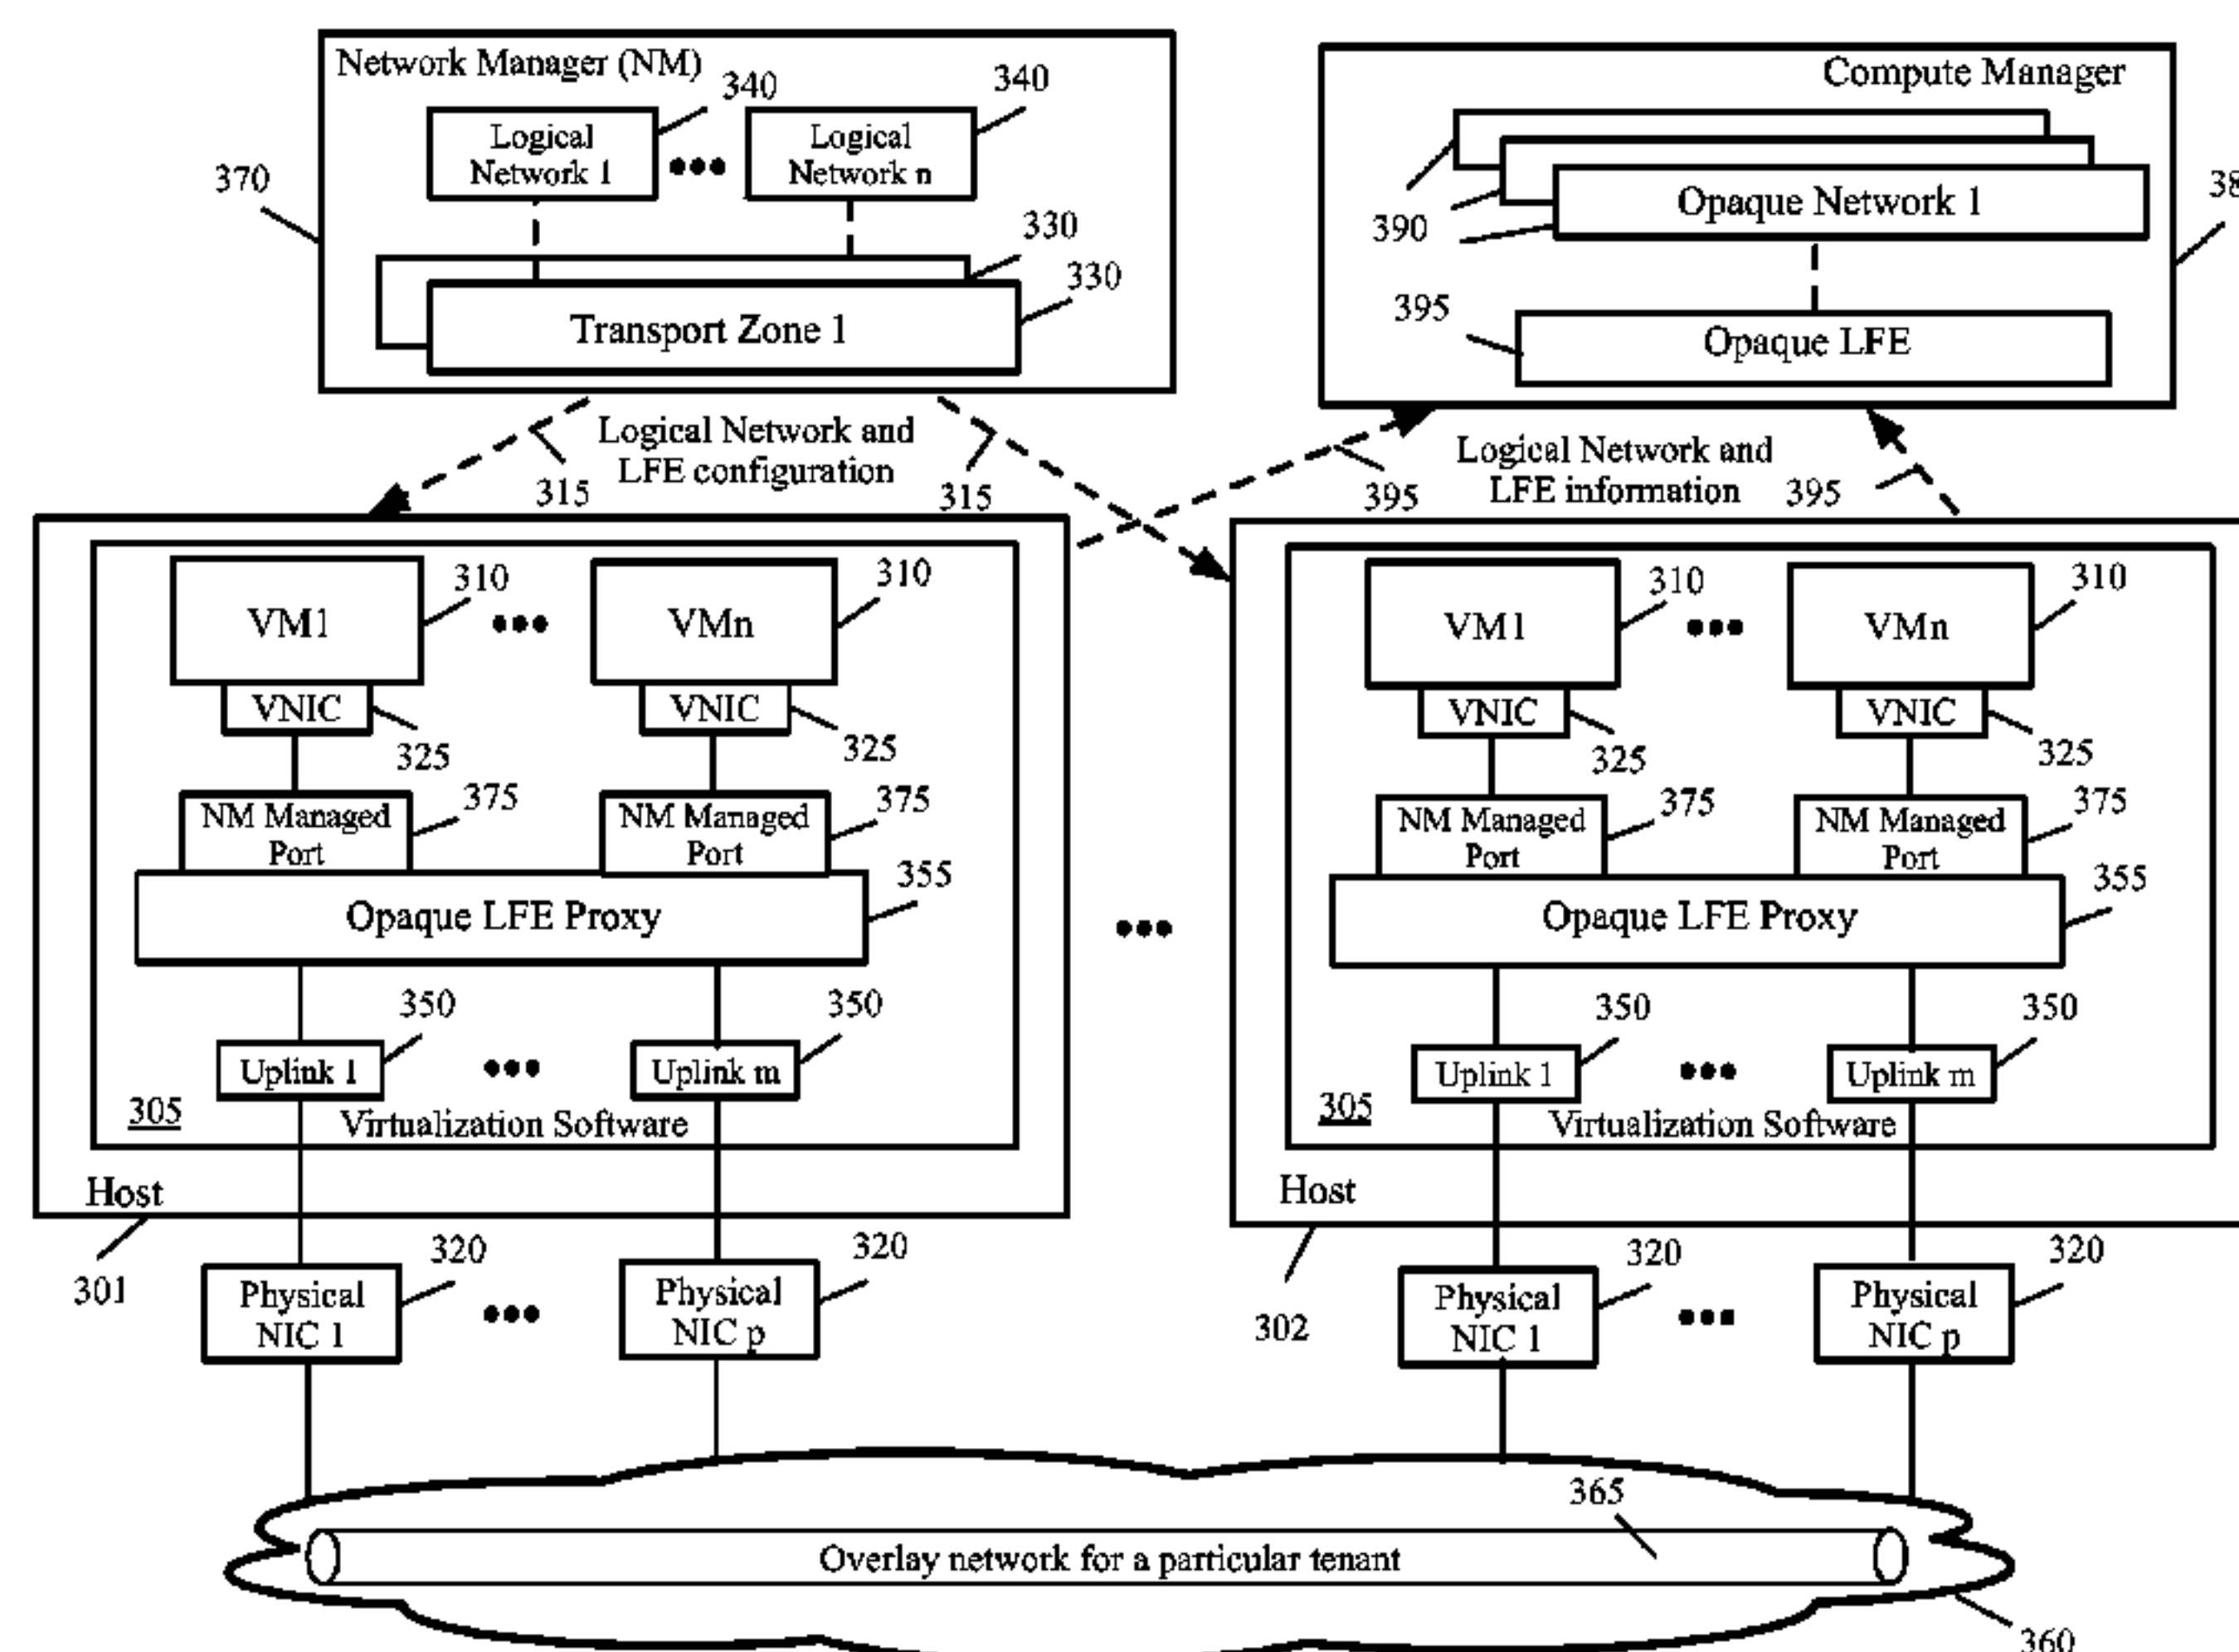 Network Manager (NM)
340
340
Logical
Network 1
Logical
Network n
370
330
330
Transport Zone 1
Compute Manager
390
Opaque Network 1
38
395
Opaque LFE
Logical Network and
LFE configuration
315
315
Logical Network and
LFE information
395
395
VM1
310
VMn
310
VNIC
325
VNIC
325
NM Managed
Port
375
NM Managed
Port
375
Opaque LFE Proxy
355
Uplink 1
350
Uplink m
350
305
Virtualization Software
Host
301
Physical
NIC 1
320
Physical
NIC p
320
VM1
310
VMn
310
VNIC
325
VNIC
325
NM Managed
Port
375
NM Managed
Port
375
Opaque LFE Proxy
355
Uplink 1
350
Uplink m
350
305
Virtualization Software
Host
302
Physical
NIC 1
320
Physical
NIC p
320
365
Overlay network for a particular tenant
360